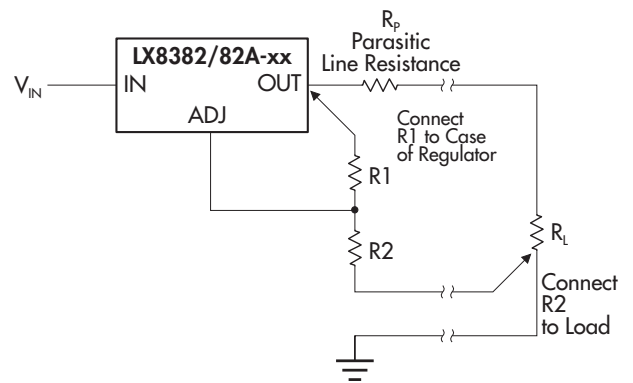 R_P
Parasitic
Line Resistance
LX8382/82A-xx
V_IN
IN
OUT
ADJ
Connect
R1 to Case
of Regulator
R1
R2
R_L
Connect
R2
to Load